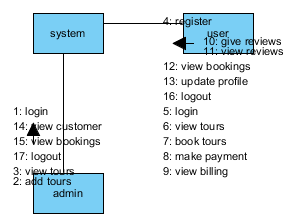 system
user
4: register
10: give reviews
11: view reviews
12: view bookings
13: update profile
16: logout
5: login
6: view tours
7: book tours
8: make payment
9: view billing
1: login
14: view customer
15: view bookings
17: logout
3: view tours
2: add tours
admin